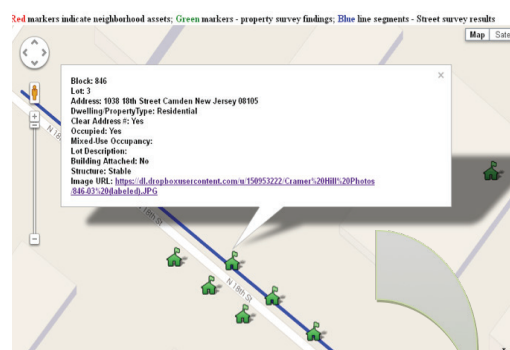 Red markers indicate neighborhood assets; Green markers - property survey findings; Blue line segments - Street survey results
Map Sate
Block: 846
Lot: 3
Address: 1038 18th Street Camden New Jersey 08105
Dwelling/PropertyType: Residential
Clear Address #: Yes
Occupied: Yes
Mixed-Use Occupancy:
Lot Description:
Building Attached: No
Structure: Stable
Image URL: https://dl.dropboxusercontent.com/u/150953222/Cramer%20Hill%20Photos
/846-03%20(labeled).JPG
N 18th St
N 18th St